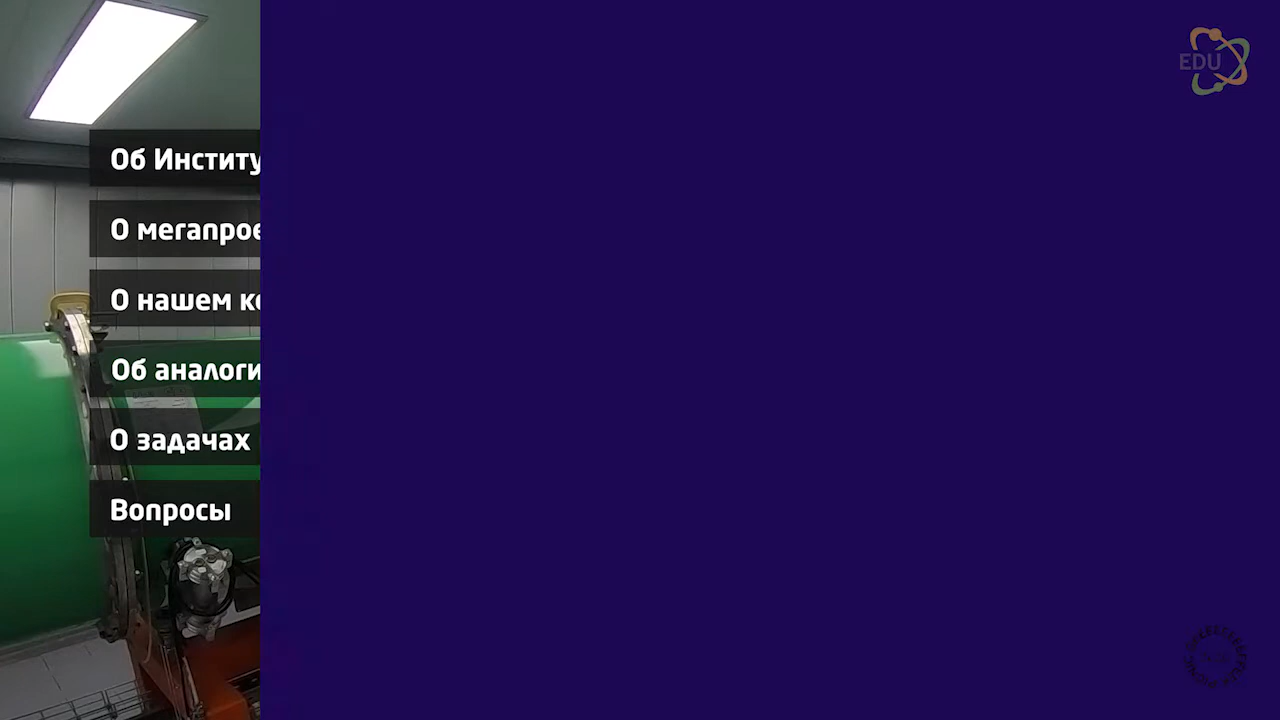 EDU
Об Институ
О мегапрое
О нашем к
Об аналоги
О задачах
Вопросы